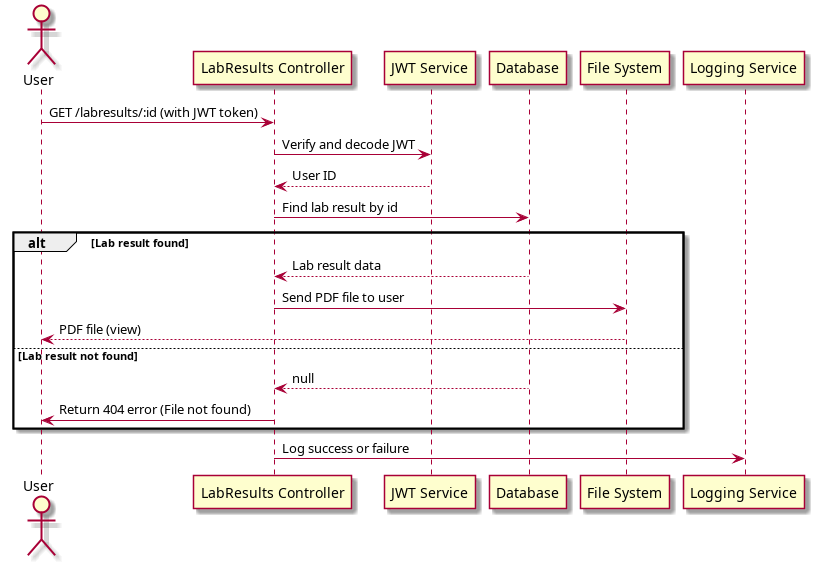 User
LabResults Controller
JWT Service
Database
File System
Logging Service
GET /labresults/:id (with JWT token)
Verify and decode JWT
User ID
Find lab result by id
alt
[Lab result found]
Lab result data
Send PDF file to user
PDF file (view)
[Lab result not found]
null
Return 404 error (File not found)
Log success or failure
User
LabResults Controller
JWT Service
Database
File System
Logging Service